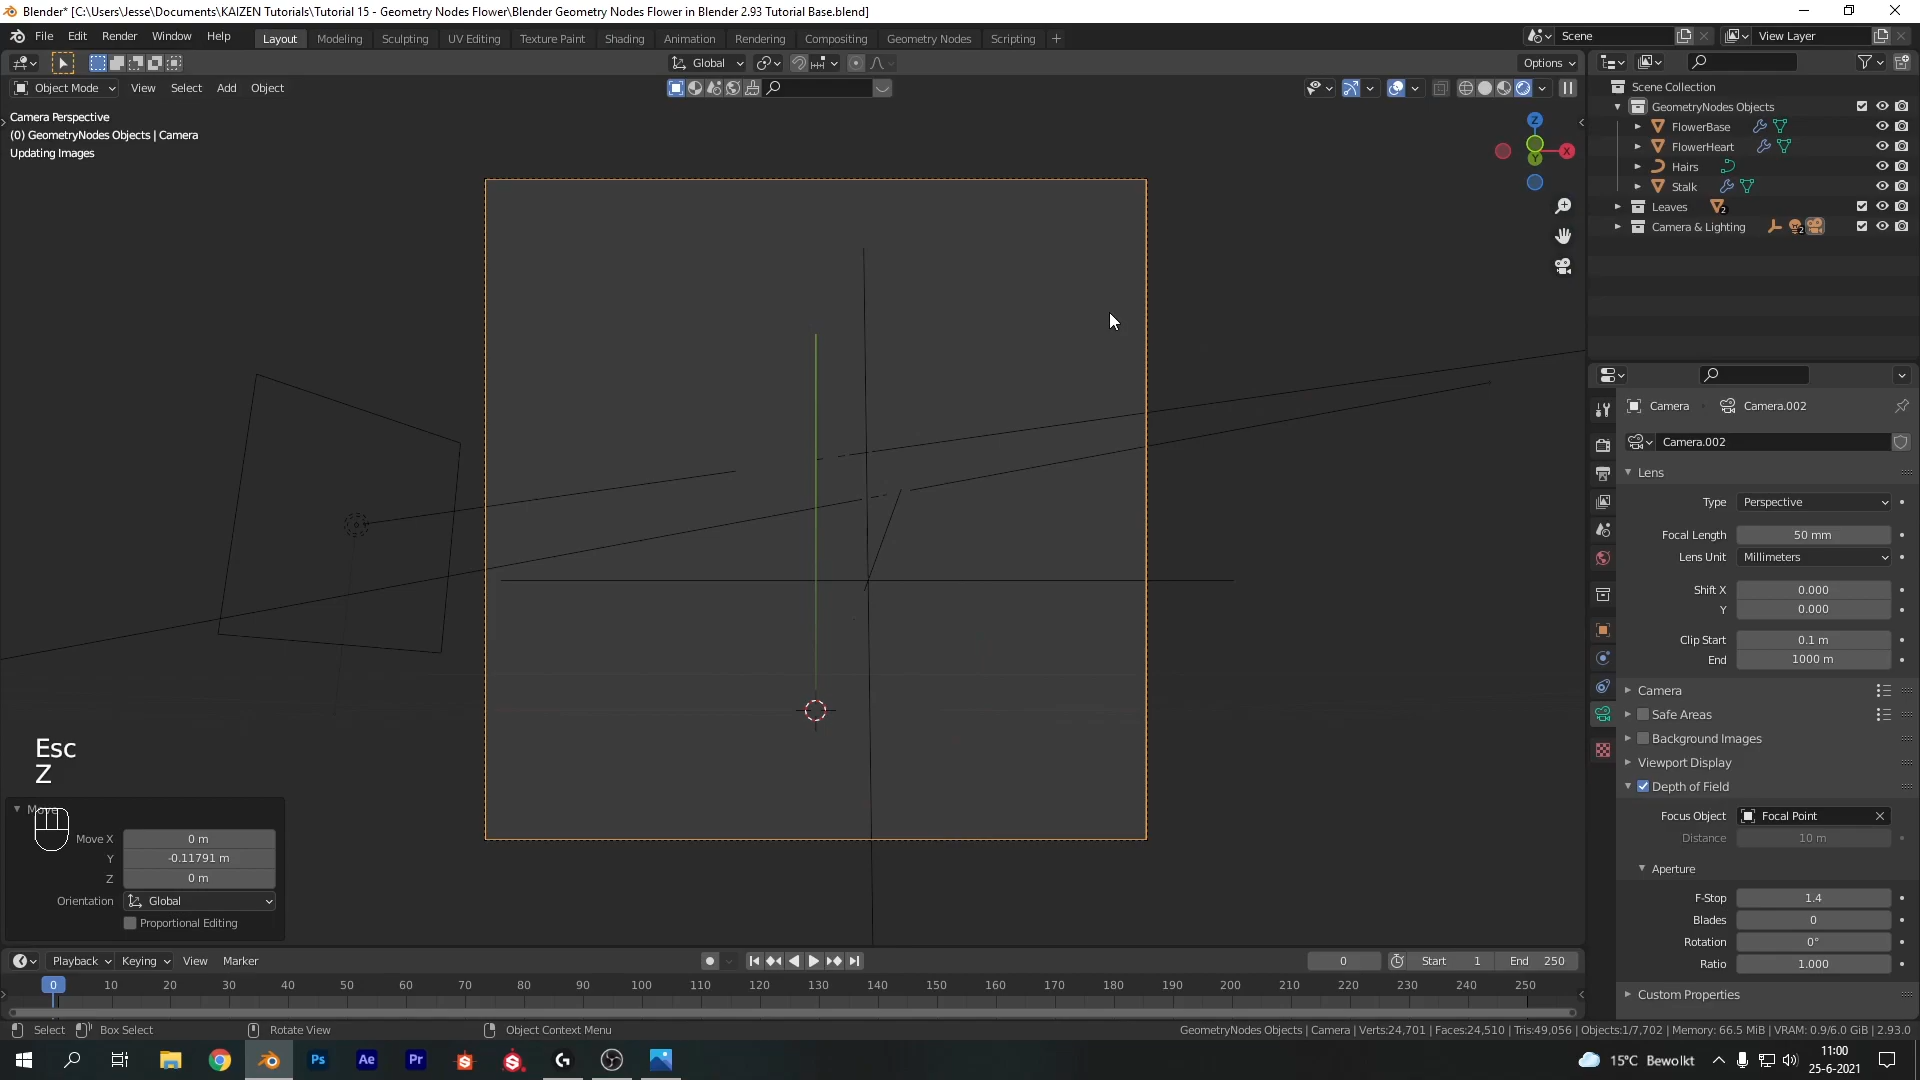 Blender* [C:\Users\Jesse\Documents\KAIZEN Tutorials\Tutorial 15 - Geometry Nodes Flower\Blender Geometry Nodes Flower in Blender 2.93 Tutorial Base.blend]
File Edit Render Window Help Layout Modeling Sculpting UV Editing Texture Paint Shading Animation Rendering Compositing Geometry Nodes Scripting + Scene View Layer
Global Options
Object Mode View Select Add Object
Camera Perspective
(0) GeometryNodes Objects | Camera
Updating Images
Z
X
Y
Scene Collection
GeometryNodes Objects
FlowerBase
FlowerHeart
Hairs
Stalk
Leaves 2
Camera & Lighting 2
Camera Camera.002
Camera.002
Lens
Type Perspective
Focal Length 50 mm
Lens Unit Millimeters
Shift X 0.000
Y 0.000
Clip Start 0.1 m
End 1000 m
Camera
Safe Areas
Background Images
Viewport Display
Depth of Field
Focus Object Focal Point
Distance 10 m
Aperture
F-Stop 1.4
Blades 0
Rotation 0°
Ratio 1.000
Custom Properties
Esc
Z
Move
Move X 0 m
Y -0.11791 m
Z 0 m
Orientation Global
Proportional Editing
Playback Keying View Marker 0 Start 1 End 250
0 10 20 30 40 50 60 70 80 90 100 110 120 130 140 150 160 170 180 190 200 210 220 230 240 250
Select Box Select Rotate View Object Context Menu GeometryNodes Objects | Camera | Verts:24,701 | Faces:24,510 | Tris:49,056 | Objects:1/7,702 | Memory: 66.5 MiB | VRAM: 0.9/6.0 GiB | 2.93.0
Ps Ae Pr 15°C Bewolkt 11:00
25-6-2021